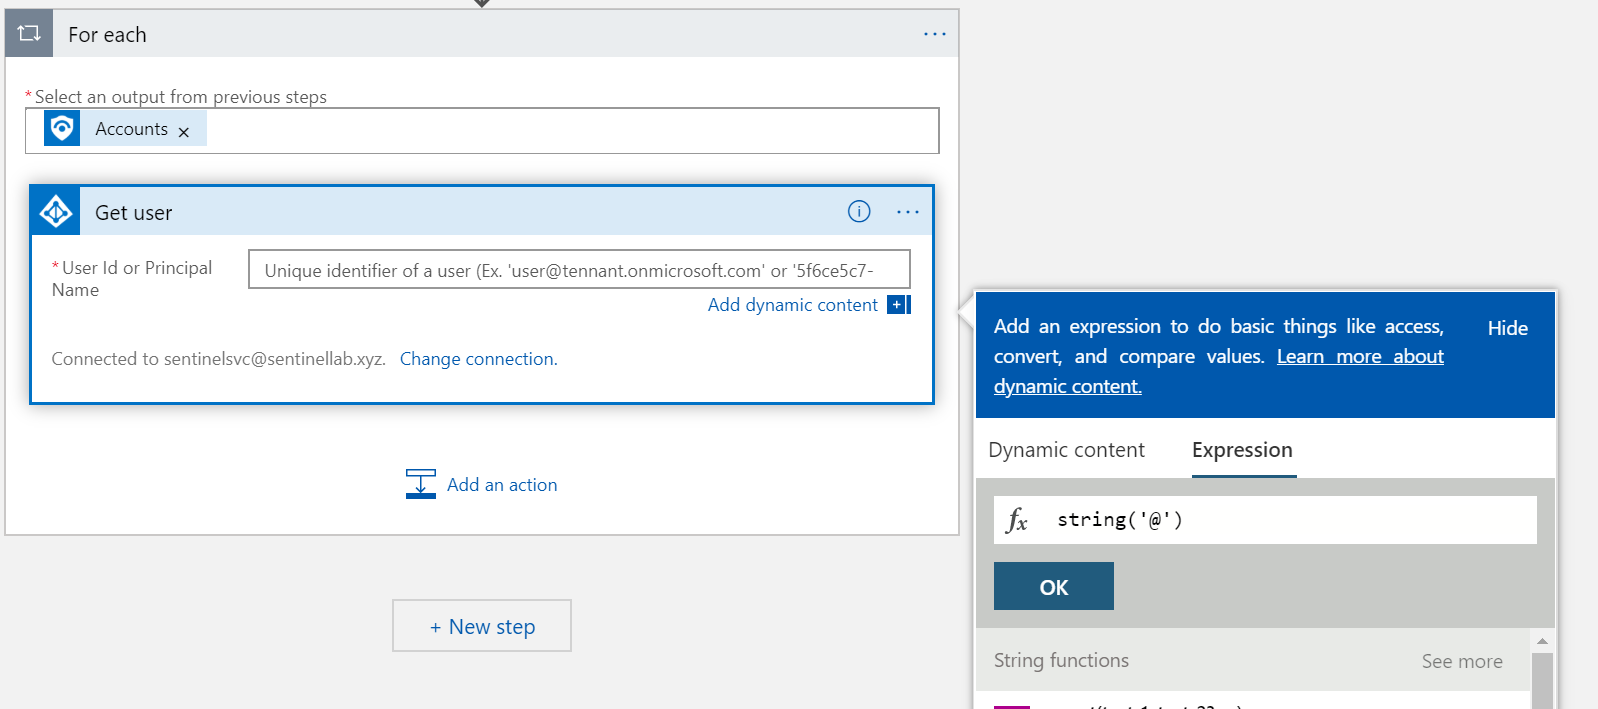 For each
...
*Select an output from previous steps
Accounts ×
Get user
...
*User Id or Principal
Name
Unique identifier of a user (Ex. 'user@tennant.onmicrosoft.com' or '5f6ce5c7-
Add dynamic content +
Connected to sentinelsvc@sentinellab.xyz. Change connection.
Add an action
+ New step
Add an expression to do basic things like access,
convert, and compare values. Learn more about
dynamic content.
Hide
Dynamic content Expression
fx string('@')
OK
String functions See more